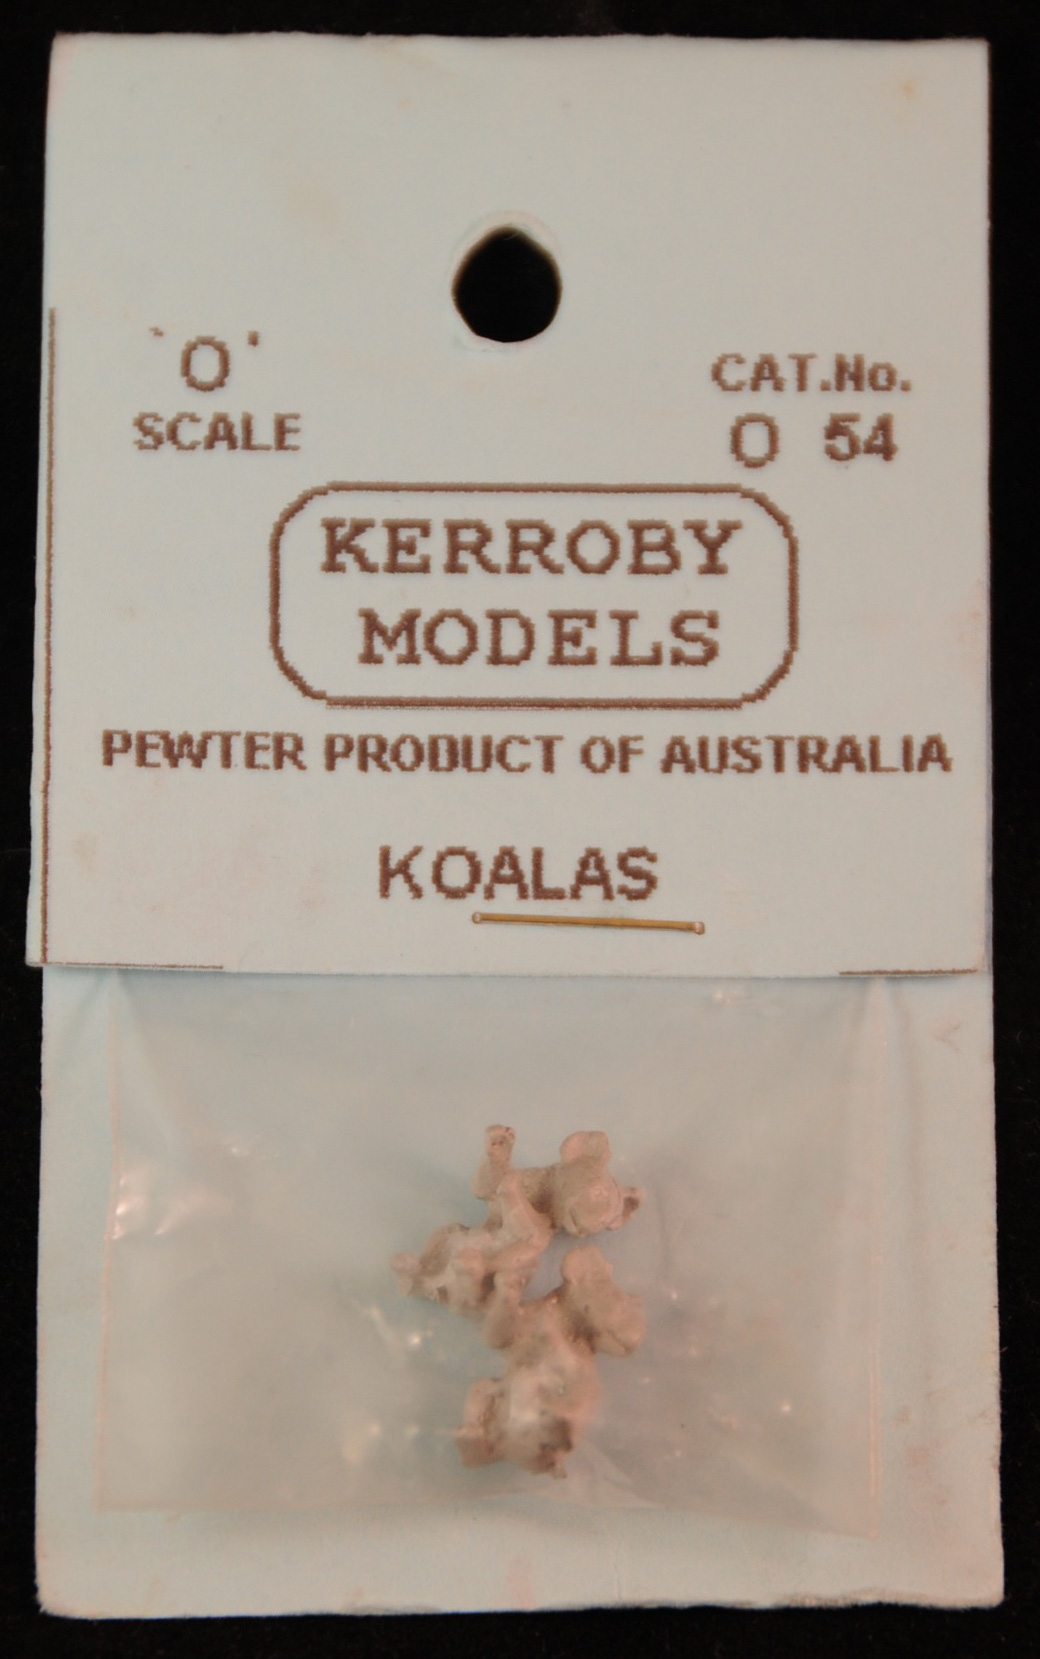 `O'
SCALE
CAT.No.
O 54
KERROBY
MODELS
PEWTER PRODUCT OF AUSTRALIA
KOALAS